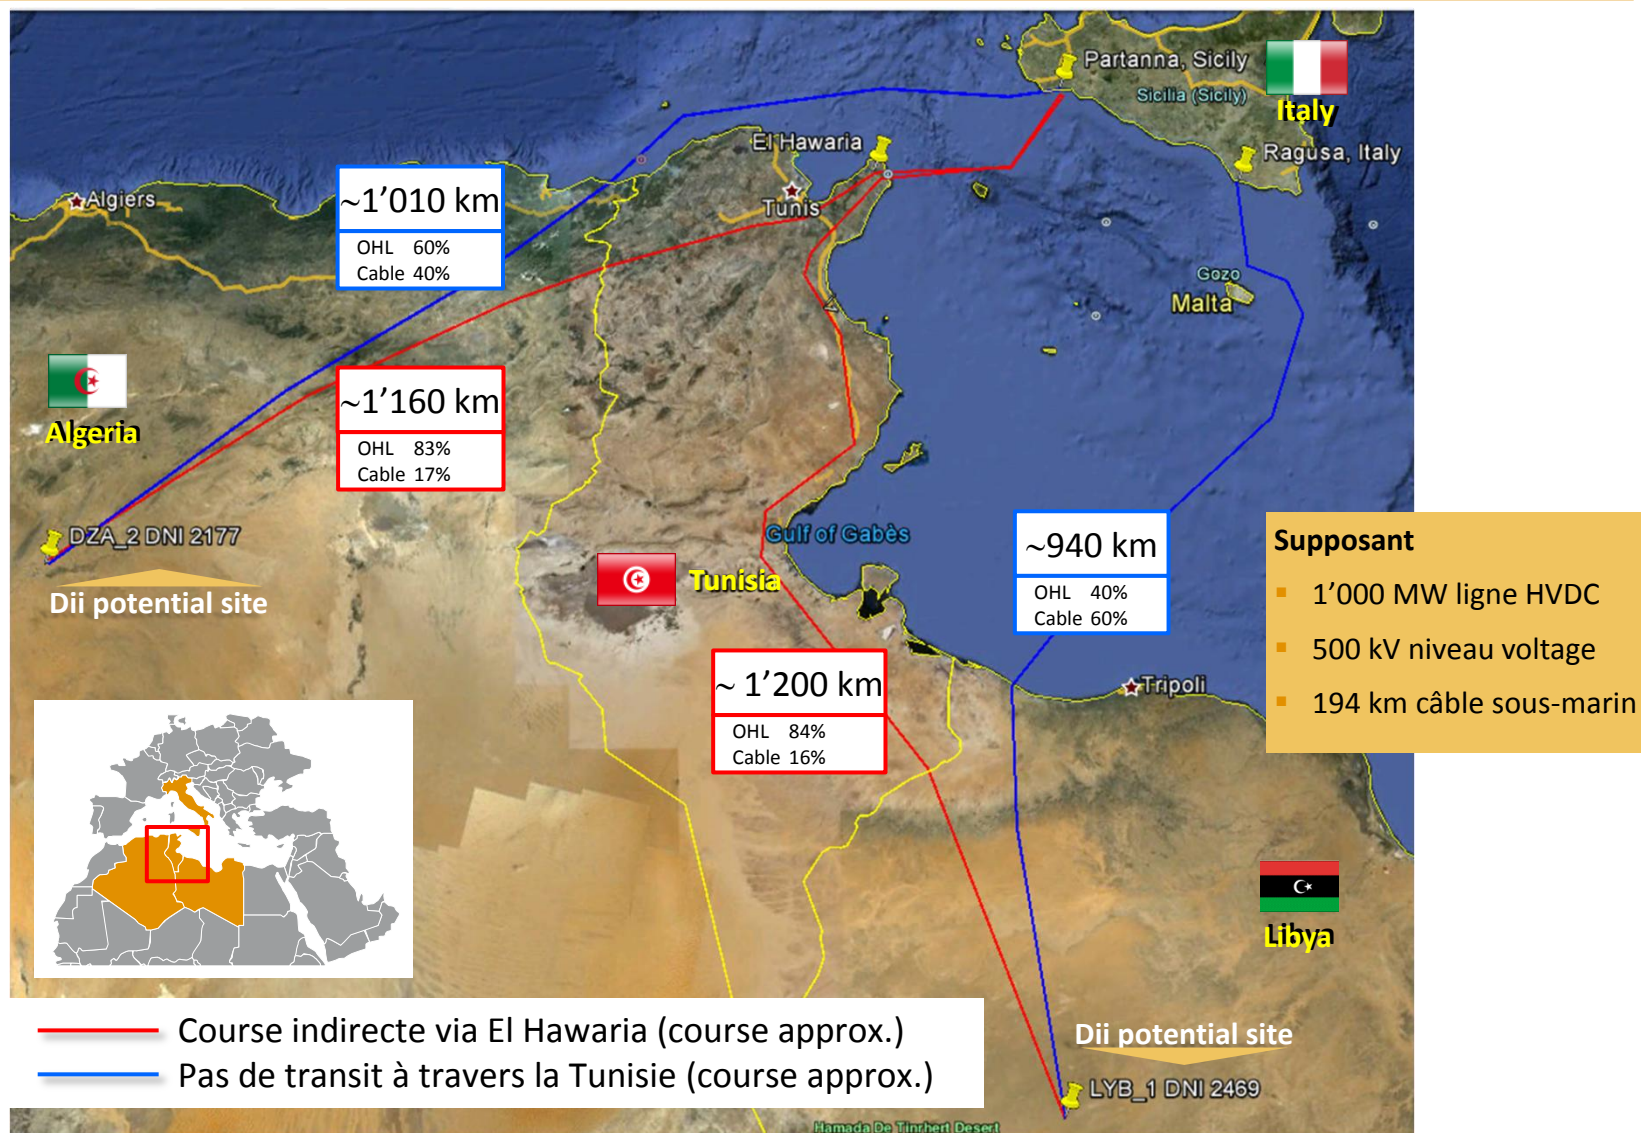 Partanna, Sicily
Sicilia (Sicily)
Italy
El Hawaria
Ragusa, Italy
Algiers
Tunis
~1’010 km
OHL 60%
Cable 40%
Gozo
Malta
Algeria
~1’160 km
OHL 83%
Cable 17%
DZA_2 DNI 2177
Dii potential site
Gulf of Gabès
Tunisia
~940 km
OHL 40%
Cable 60%
Supposant
1’000 MW ligne HVDC
500 kV niveau voltage
194 km câble sous-marin
~ 1’200 km
OHL 84%
Cable 16%
Tripoli
Libya
Course indirecte via El Hawaria (course approx.)
Pas de transit à travers la Tunisie (course approx.)
Dii potential site
LYB_1 DNI 2469
Hamada De Tinrhert Desert